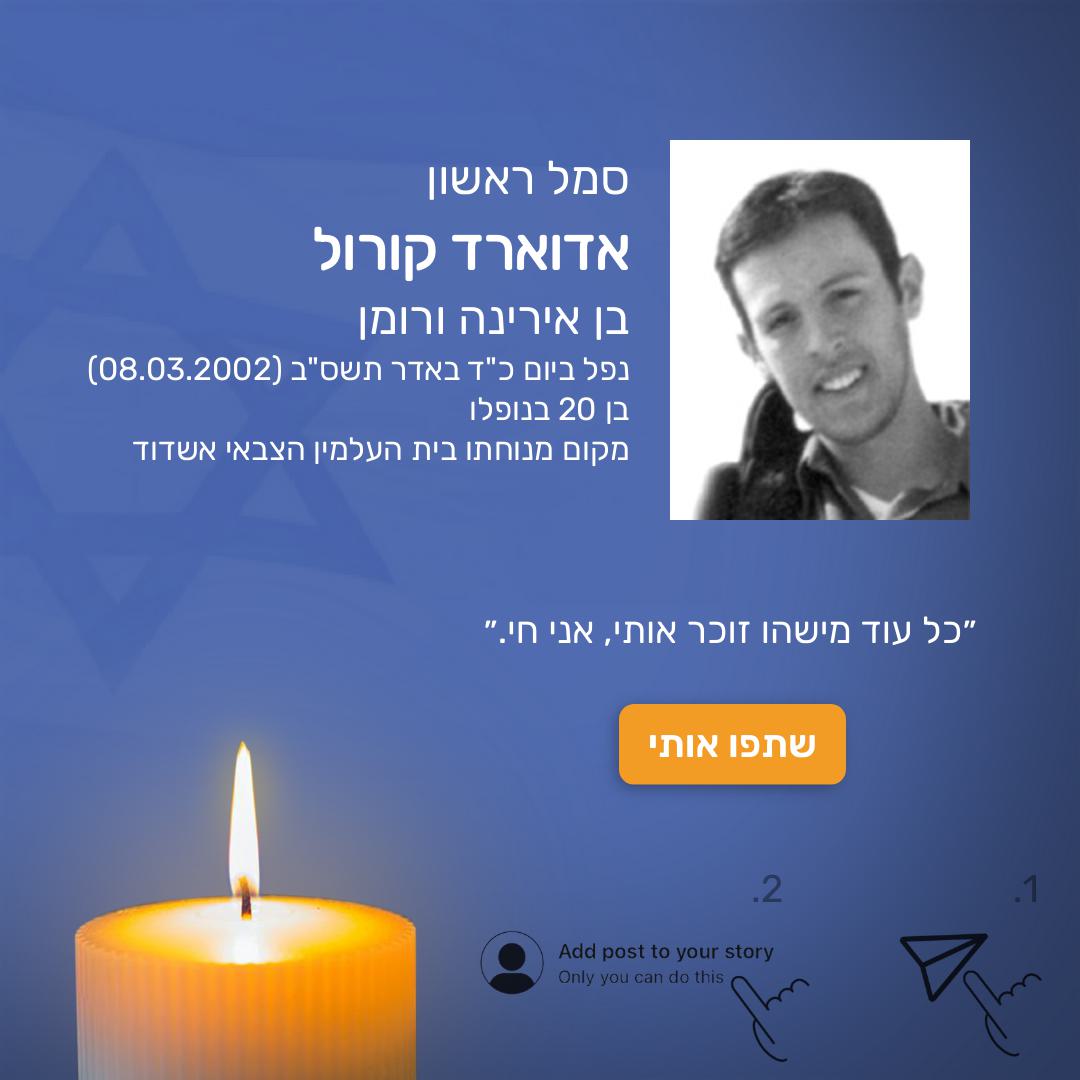 סמל ראשון
אדוארד קורול
בן אירינה ורומן
נפל ביום כ"ד באדר תשס"ב (08.03.2002)
בן 20 בנופלו
מקום מנוחתו בית העלמין הצבאי אשדוד
״כל עוד מישהו זוכר אותי, אני חי.״
שתפו אותי
.1
.2
Add post to your story
Only you can do this